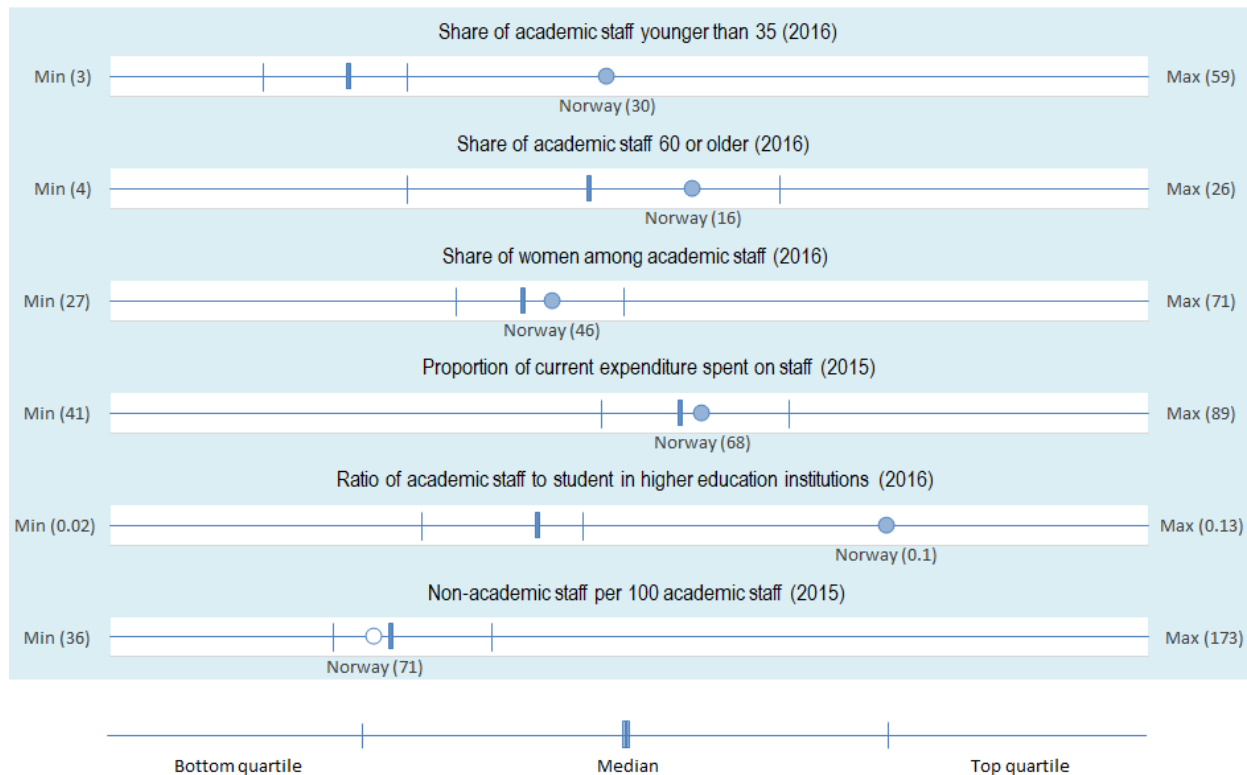 Share of academic staff younger than 35 (2016)
Min (3)
Max (59)
Norway (30)
Share of academic staff 60 or older (2016)
Min (4)
Max (26)
Norway (16)
Share of women among academic staff (2016)
Min (27)
Max (71)
Norway (46)
Proportion of current expenditure spent on staff (2015)
Min (41)
Max (89)
Norway (68)
Ratio of academic staff to student in higher education institutions (2016)
Min (0.02)
Max (0.13)
Norway (0.1)
Non-academic staff per 100 academic staff (2015)
Min (36)
Max (173)
Norway (71)
Bottom quartile
Median
Top quartile